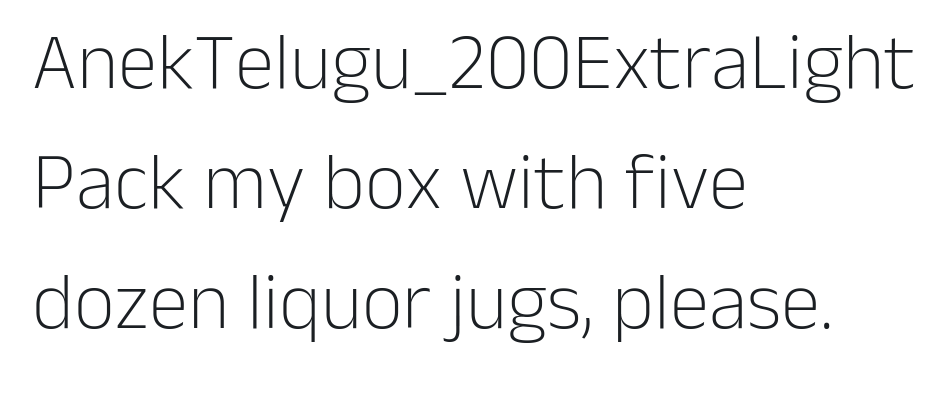 AnekTelugu_200ExtraLight
Pack my box with five
dozen liquor jugs, please.